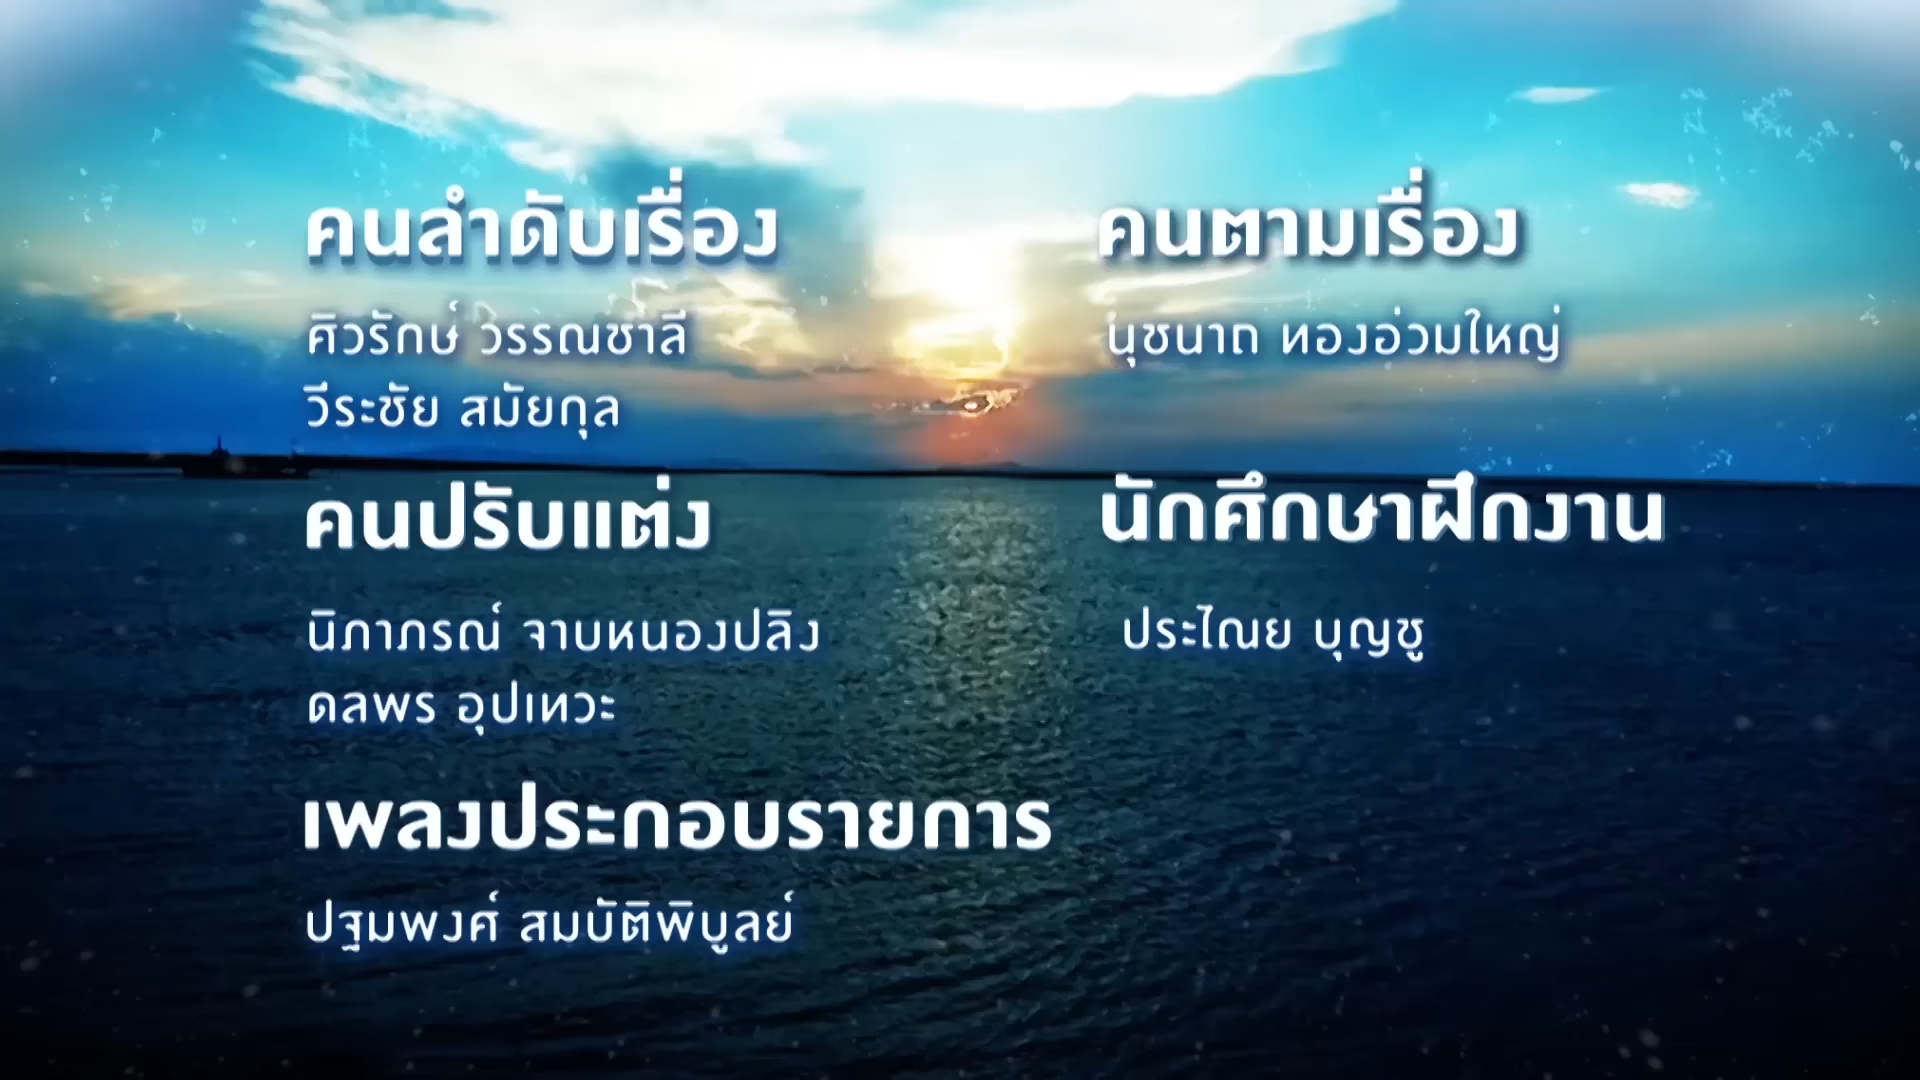 คนลำดับเรื่อง
ศิวรักษ์ วรรณชาลี
วีระชัย สมัยกุล
คนปรับแต่ง
นิภาภรณ์ จาบหนองปลิง
ดลพร อุปเทวะ
เพลงประกอบรายการ
ปฐมพงศ์ สมบัติพิบูลย์
คนตามเรื่อง
นุชนาถ ทองอ่วมใหญ่
นักศึกษาฝึกงาน
ประไณย บุญชู